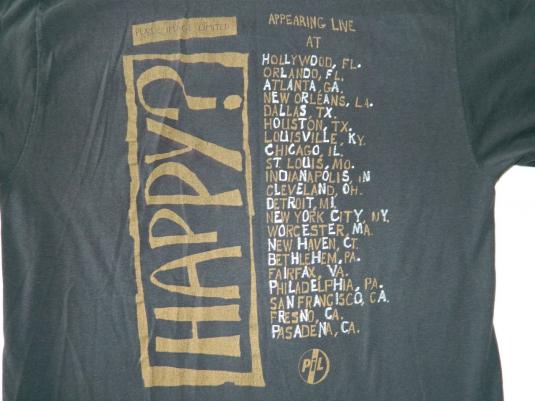 PUBLIC IMAGE LIMITED
HAPPY?
APPEARING LIVE
AT
HOLLYWOOD, FL.
ORLANDO, FL.
ATLANTA, GA.
NEW ORLEANS, LA.
DALLAS, TX.
HOUSTON, TX.
LOUISVILLE, KY.
CHICAGO, IL.
ST LOUIS, MO.
INDIANAPOLIS, IN
CLEVELAND, OH.
DETROIT, MI.
NEW YORK CITY, NY.
WORCESTER, MA.
NEW HAVEN, CT.
BETHLEHEM, PA.
FAIRFAX, VA.
PHILADELPHIA, PA.
SAN FRANCISCO, CA.
FRESNO, CA.
PASADENA, CA.
PiL